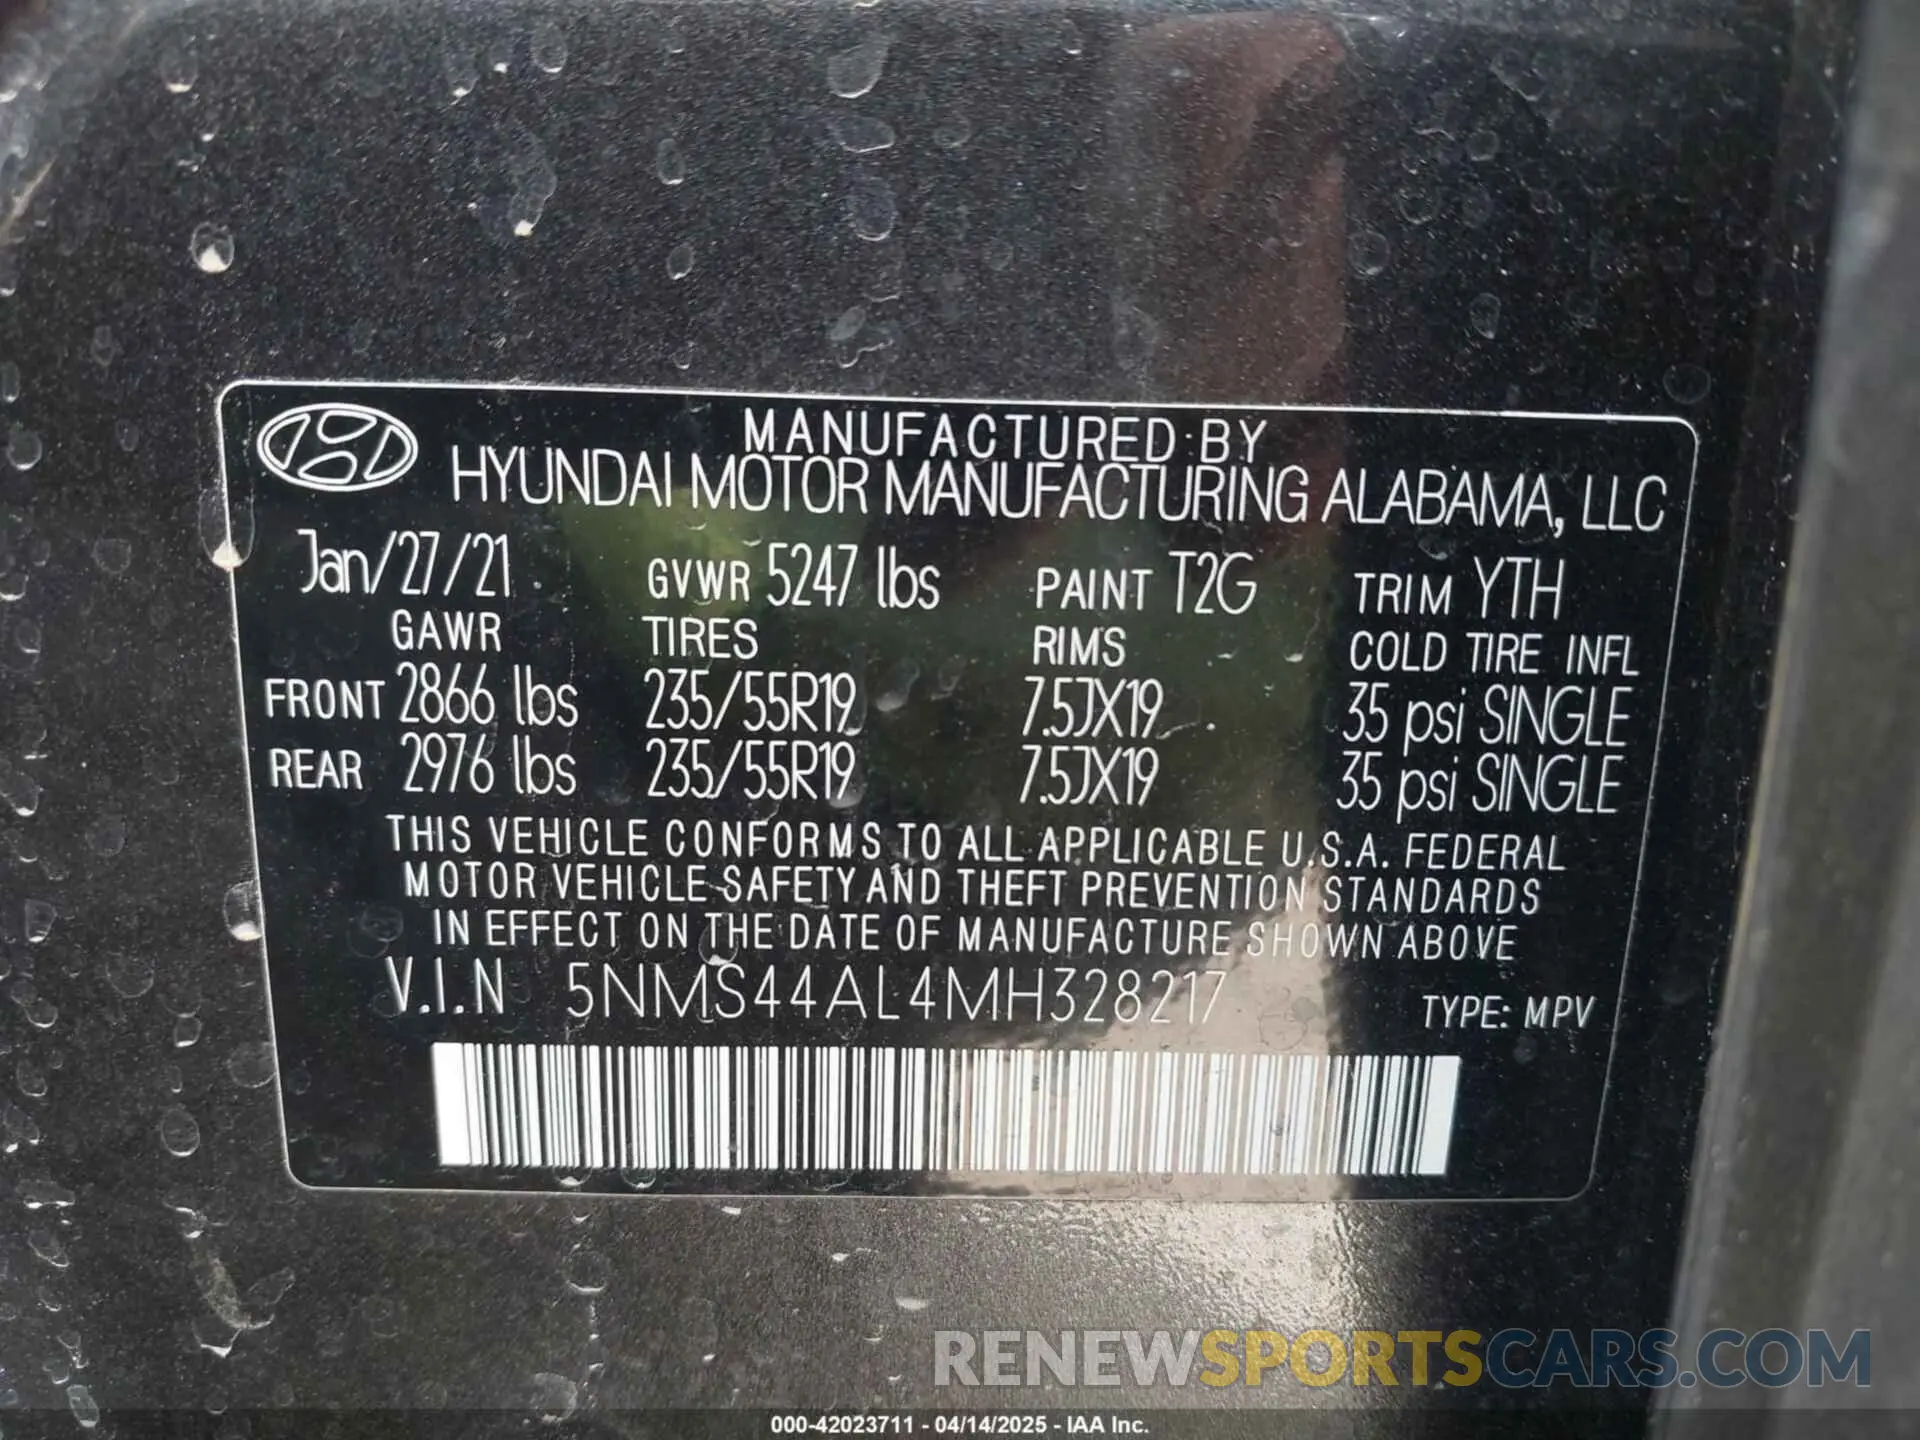 MANUFACTURED BY
HYUNDAI MOTOR MANUFACTURING ALABAMA, LLC
Jan/27/21 GVWR 5247 lbs PAINT T2G TRIM YTH
GAWR TIRES RIMS COLD TIRE INFL
FRONT 2866 lbs 235/55R19 7.5JX19 35 psi SINGLE
REAR 2976 lbs 235/55R19 7.5JX19 35 psi SINGLE
THIS VEHICLE CONFORMS TO ALL APPLICABLE U.S.A. FEDERAL
MOTOR VEHICLE SAFETY AND THEFT PREVENTION STANDARDS
IN EFFECT ON THE DATE OF MANUFACTURE SHOWN ABOVE
V.I.N 5NMS44AL4MH328217 TYPE: MPV
RENEWSPORTSCARS.COM
000-42023711 - 04/14/2025 - IAA Inc.